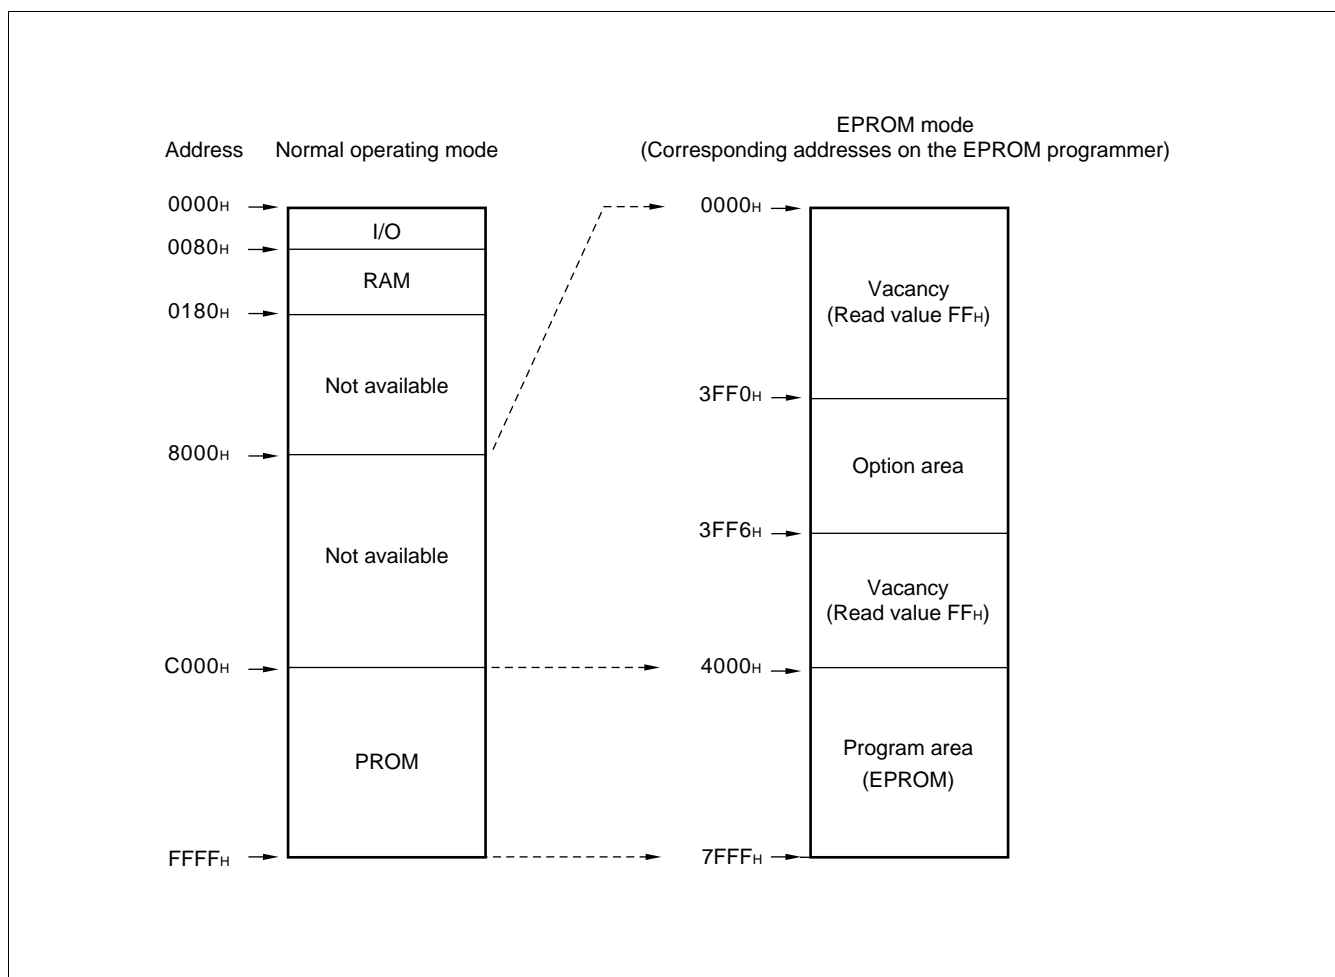 EPROM mode
Address Normal operating mode (Corresponding addresses on the EPROM programmer)
0000H
I/O
0080H
RAM
0180H
Not available
8000H
Not available
C000H
PROM
FFFFH
0000H
Vacancy
(Read value FFH)
3FF0H
Option area
3FF6H
Vacancy
(Read value FFH)
4000H
Program area
(EPROM)
7FFFH